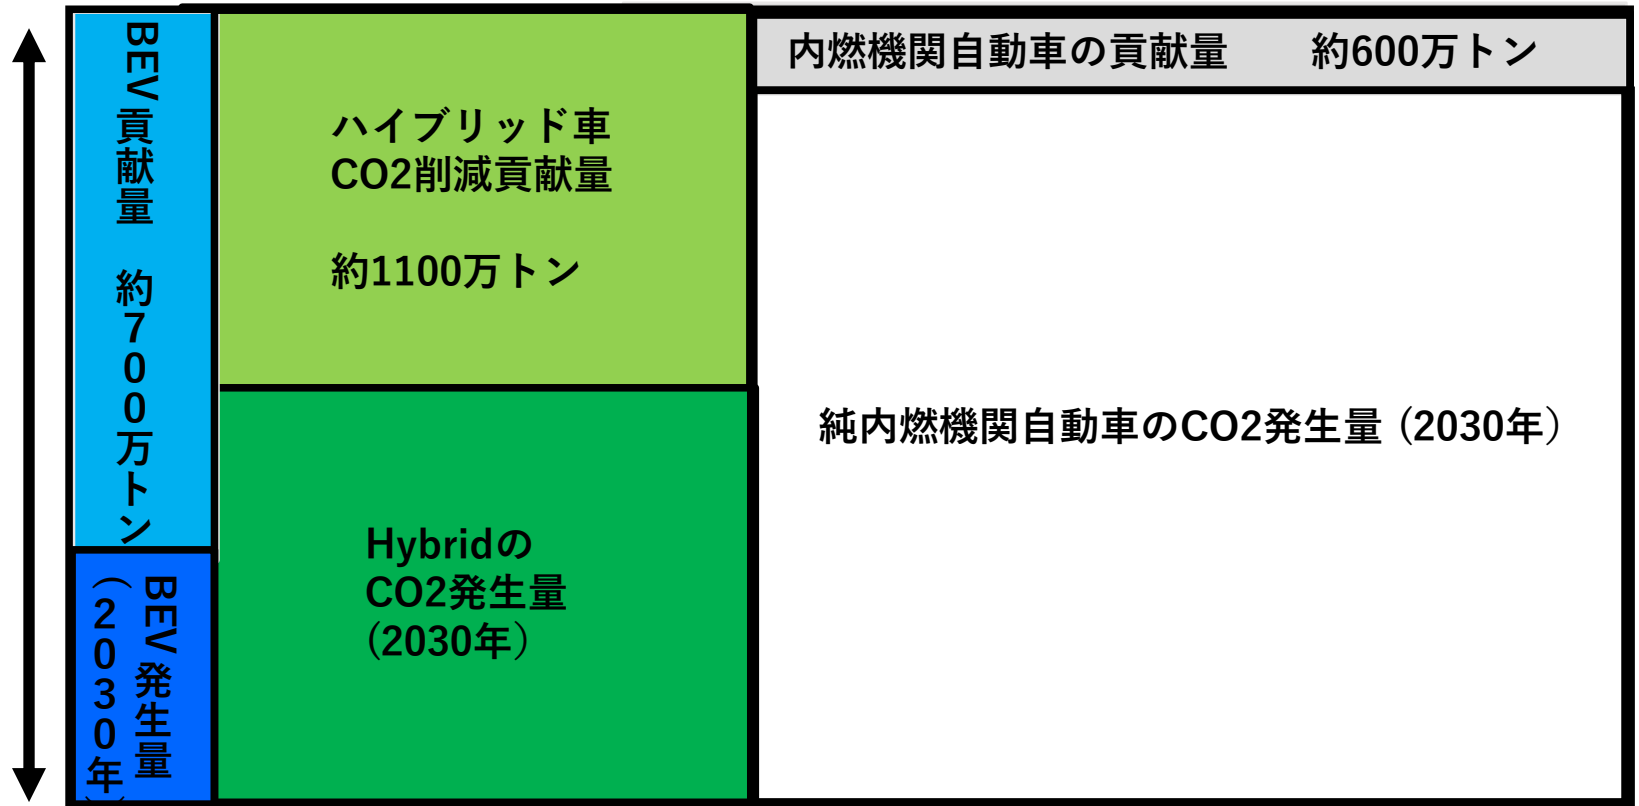 BEV貢献量　約700万トン
BEV発生量
（2030年）
ハイブリッド車
CO2削減貢献量
約1100万トン
Hybridの
CO2発生量
（2030年）
内燃機関自動車の貢献量　　約600万トン
純内燃機関自動車のCO2発生量（2030年）